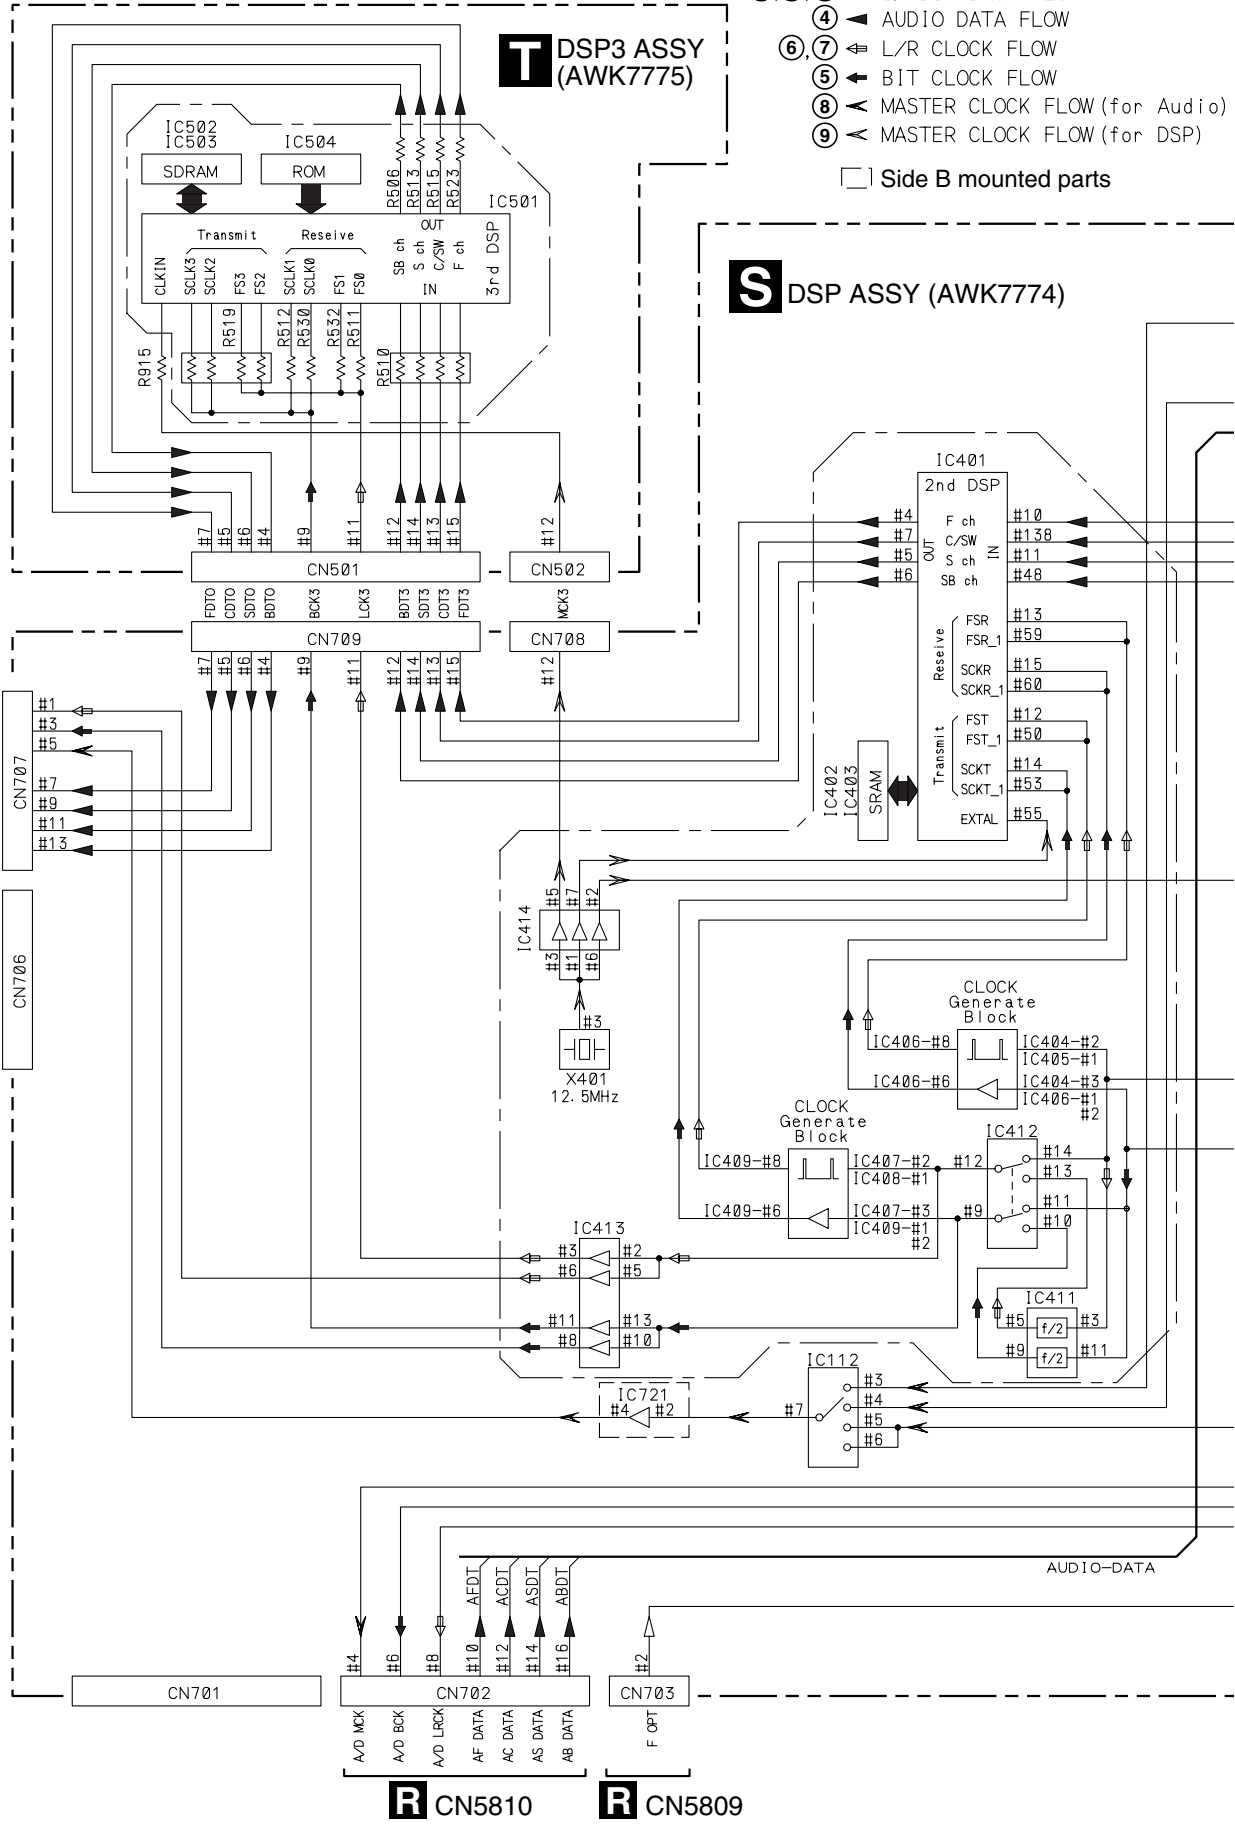 ④ AUDIO DATA FLOW
⑥,⑦ L/R CLOCK FLOW
⑤ BIT CLOCK FLOW
⑧ MASTER CLOCK FLOW (for Audio)
⑨ MASTER CLOCK FLOW (for DSP)
Side B mounted parts
T DSP3 ASSY
(AWK7775)
IC502
IC503
IC504
SDRAM
ROM
R506
R513
R515
R523
IC501
Transmit
Reseive
OUT
SB ch
S ch
C/SW
F ch
IN
3rd DSP
CLKIN
SCLK3
SCLK2
FS3
FS2
SCLK1
SCLK0
FS1
FS0
R915
R519
R512
R530
R532
R511
R510
#7
#5
#6
#4
#9
#11
#12
#14
#13
#15
#12
CN501
CN502
FDTO
CDTO
SDTO
BDTO
BCK3
LCK3
BDT3
SDT3
CDT3
FDT3
MCK3
CN709
CN708
#7
#5
#6
#4
#9
#11
#12
#14
#13
#15
#12
S DSP ASSY (AWK7774)
IC401
2nd DSP
#4
#7
#5
#6
OUT
F ch
C/SW
S ch
SB ch
IN
#10
#138
#11
#48
Reseive
FSR #13
FSR_1 #59
SCKR #15
SCKR_1 #60
Transmit
FST #12
FST_1 #50
SCKT #14
SCKT_1 #53
EXTAL #55
IC402
IC403
SRAM
CN707
#1
#3
#5
#7
#9
#11
#13
CN706
IC414
#5
#7
#2
#3
#1
#6
#3
X401
12.5MHz
CLOCK
Generate
Block
IC406-#8
IC404-#2
IC405-#1
IC406-#6
IC404-#3
IC406-#1
#2
CLOCK
Generate
Block
IC409-#8
IC407-#2
IC408-#1
IC409-#6
IC407-#3
IC409-#1
#2
IC412
#12
#14
#13
#9
#11
#10
IC413
#3 #2
#6 #5
#11 #13
#8 #10
IC411
#5 f/2 #3
#9 f/2 #11
IC112
#7
#3
#4
#5
#6
IC721
#4 #2
AUDIO-DATA
AFDT
ACDT
ASDT
ABDT
#4
#6
#8
#10
#12
#14
#16
#2
CN701
CN702
CN703
A/D MCK
A/D BCK
A/D LRCK
AF DATA
AC DATA
AS DATA
AB DATA
F OPT
R CN5810
R CN5809